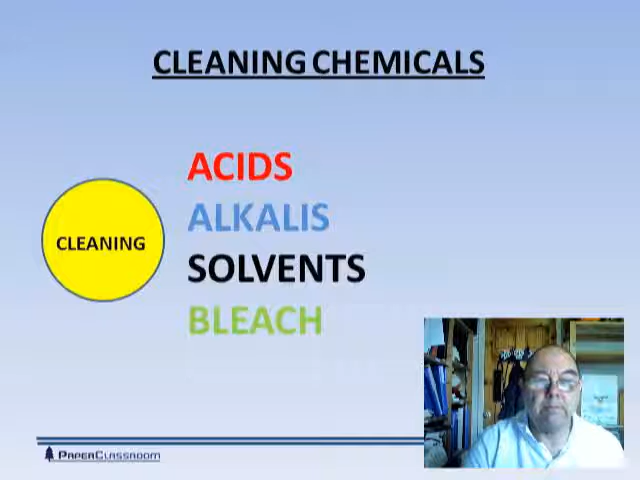 CLEANING CHEMICALS
ACIDS
ALKALIS
CLEANING
SOLVENTS
BLEACH
PAPERCLASSROOM